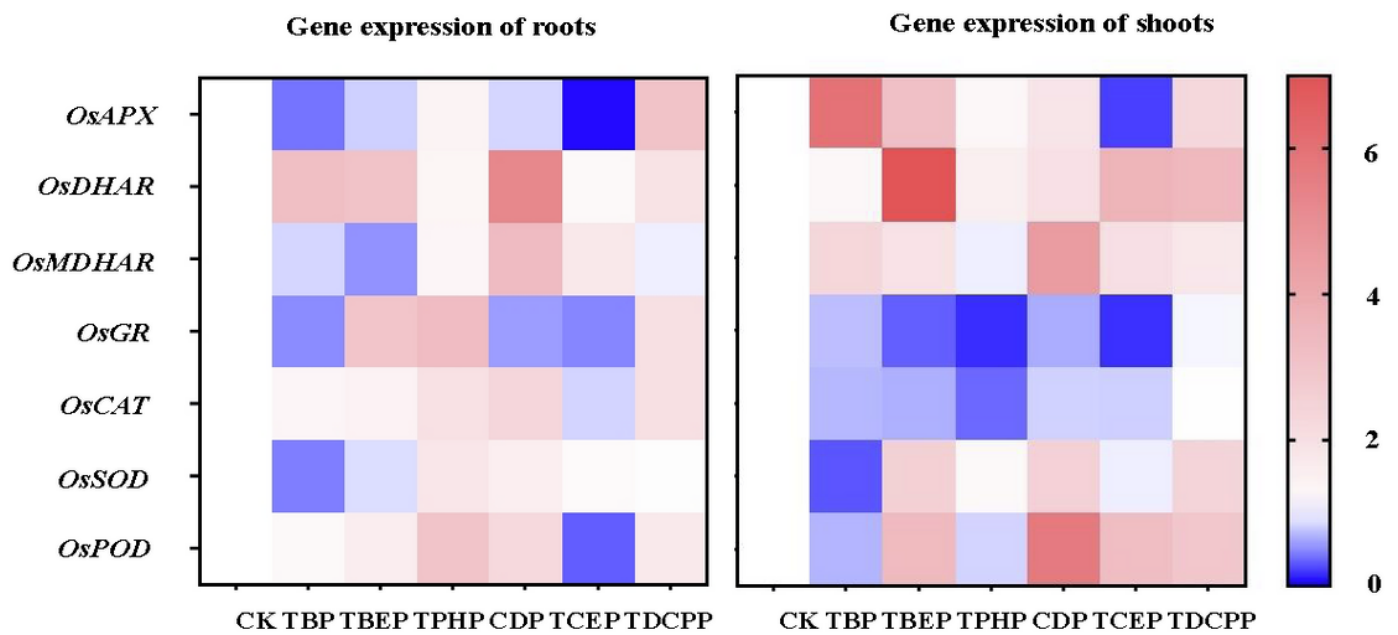 Gene expression of roots
Gene expression of shoots
OsAPX
OsDHAR
OsMDHAR
OsGR
OsCAT
OsSOD
OsPOD
6
4
2
0
CK TBP TBEP TPHP CDP TCEP TDCPP
CK TBP TBEP TPHP CDP TCEP TDCPP